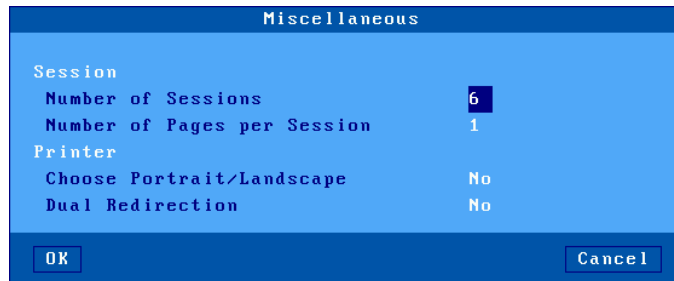 Miscellaneous
Session
Number of Sessions 6
Number of Pages per Session 1
Printer
Choose Portrait/Landscape No
Dual Redirection No
OK Cancel